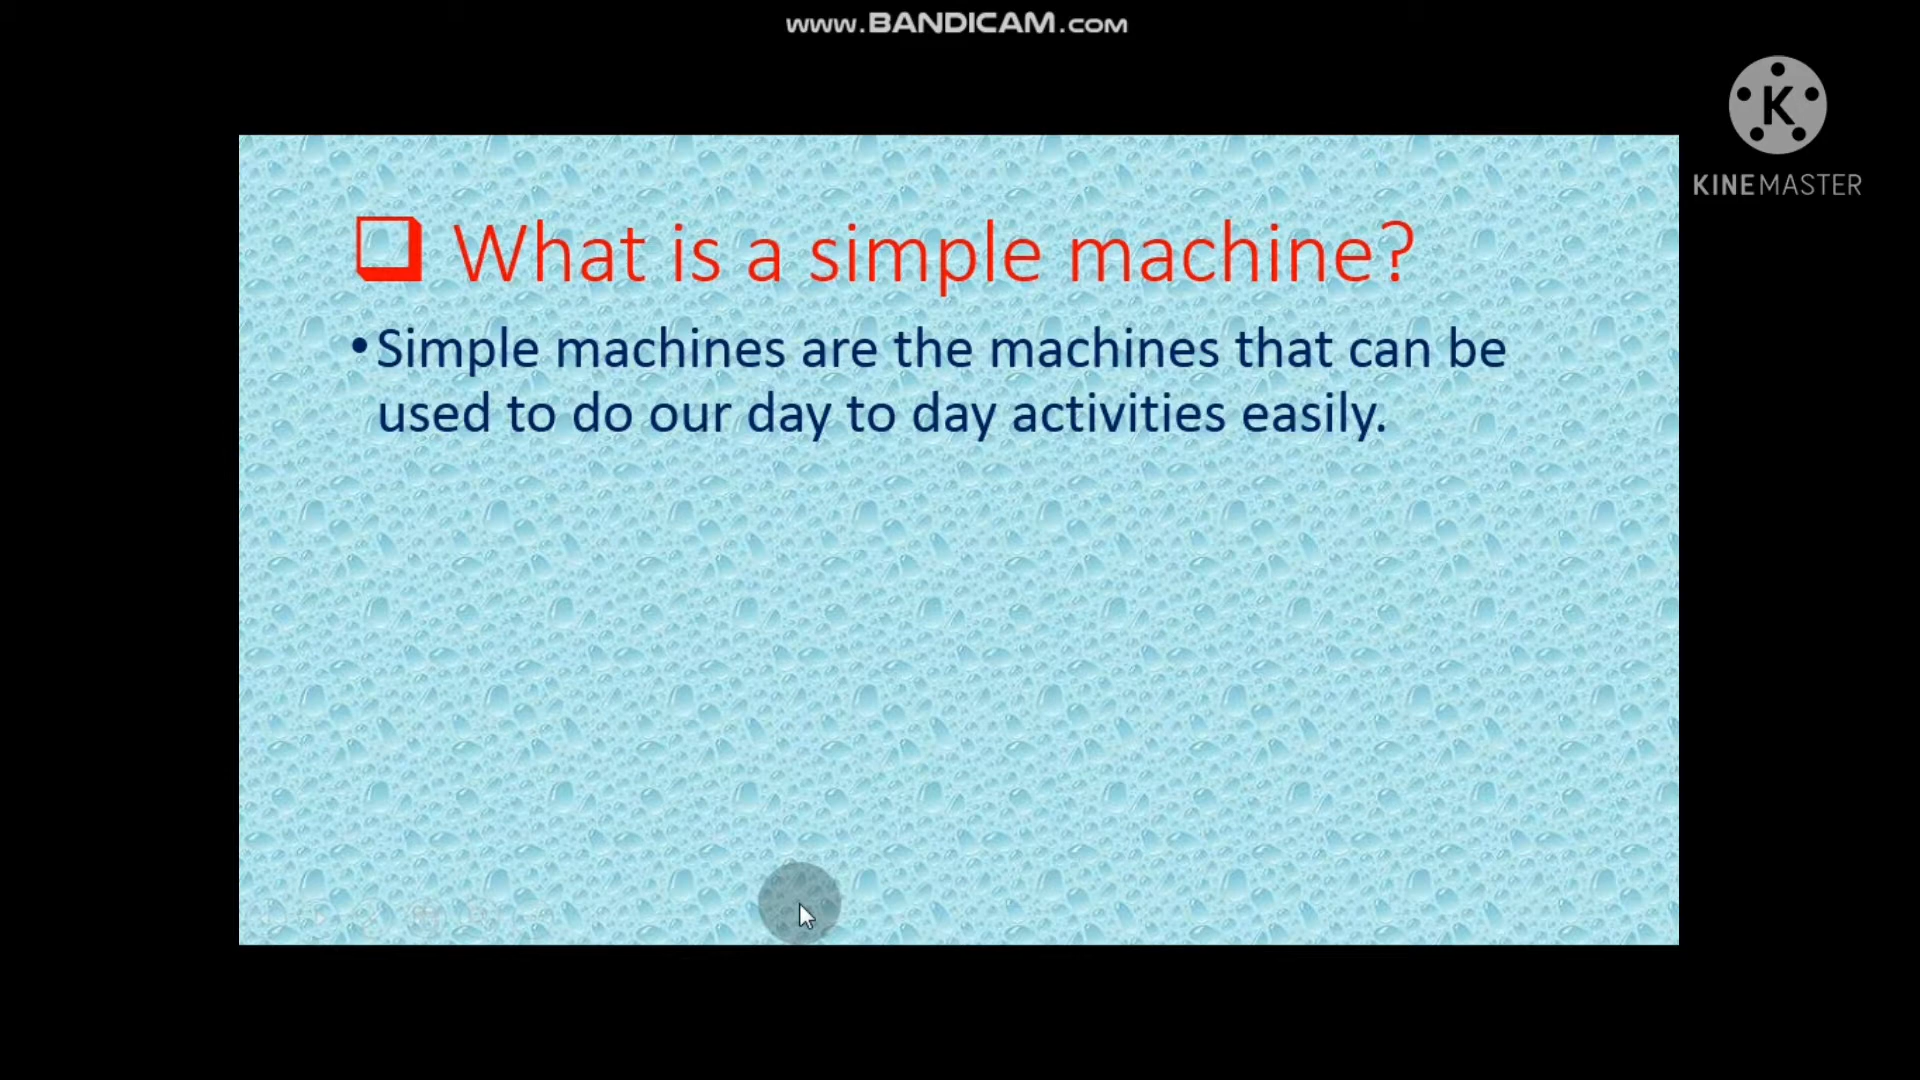 www.BANDICAM.com
K
KINEMASTER
❑ What is a simple machine?
• Simple machines are the machines that can be
used to do our day to day activities easily.